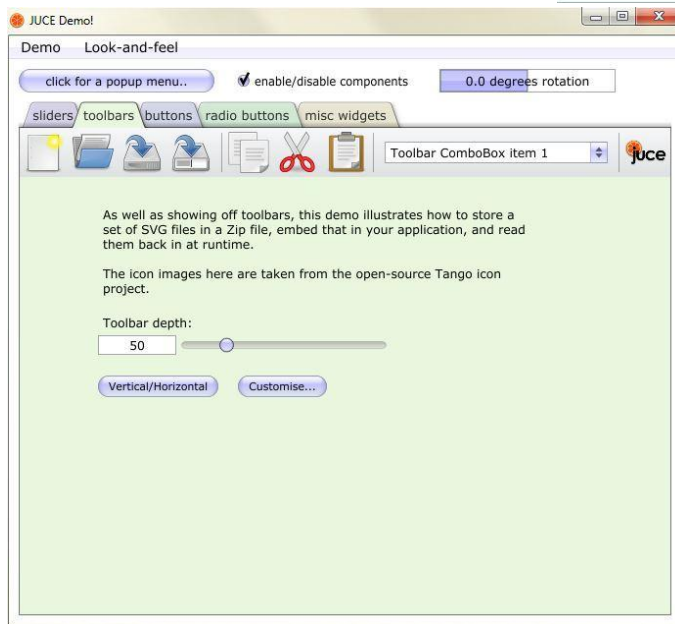 JUCE Demo!
Demo Look-and-feel
click for a popup menu..
enable/disable components
0.0 degrees rotation
sliders toolbars buttons radio buttons misc widgets
Toolbar ComboBox item 1
juce
As well as showing off toolbars, this demo illustrates how to store a
set of SVG files in a Zip file, embed that in your application, and read
them back in at runtime.
The icon images here are taken from the open-source Tango icon
project.
Toolbar depth:
50
Vertical/Horizontal
Customise...